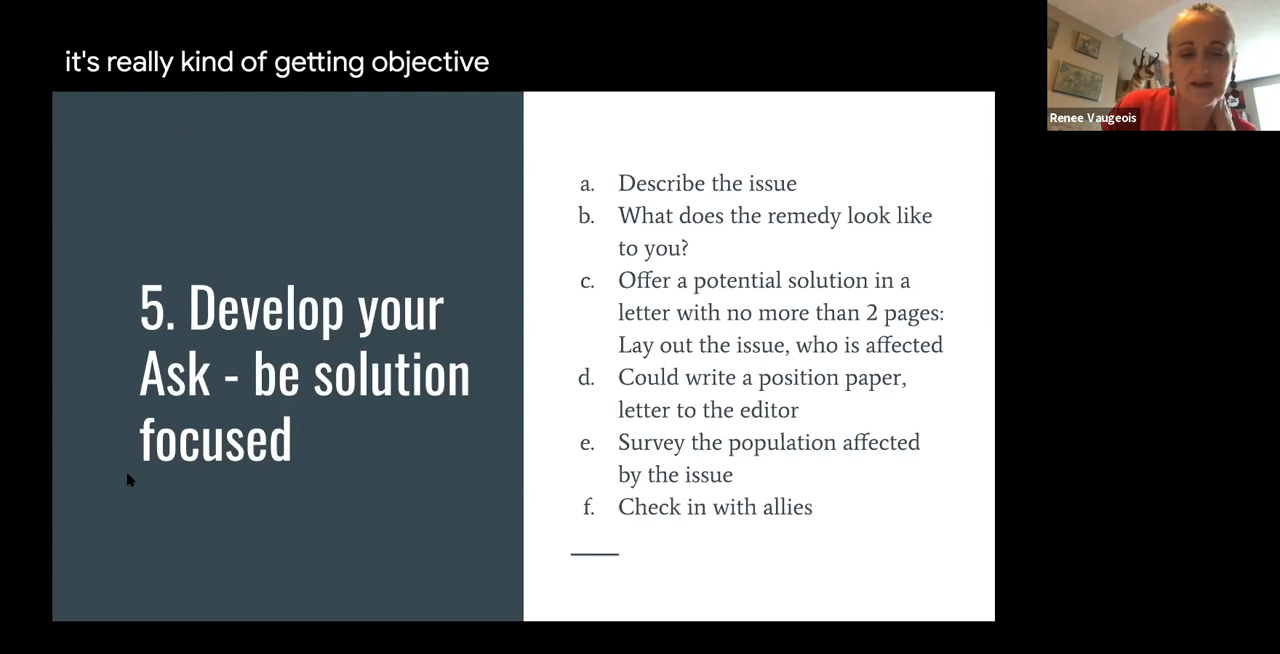 it's really kind of getting objective
Renee Vaugeois
5. Develop your
Ask - be solution
focused
a. Describe the issue
b. What does the remedy look like
to you?
c. Offer a potential solution in a
letter with no more than 2 pages:
Lay out the issue, who is affected
d. Could write a position paper,
letter to the editor
e. Survey the population affected
by the issue
f. Check in with allies